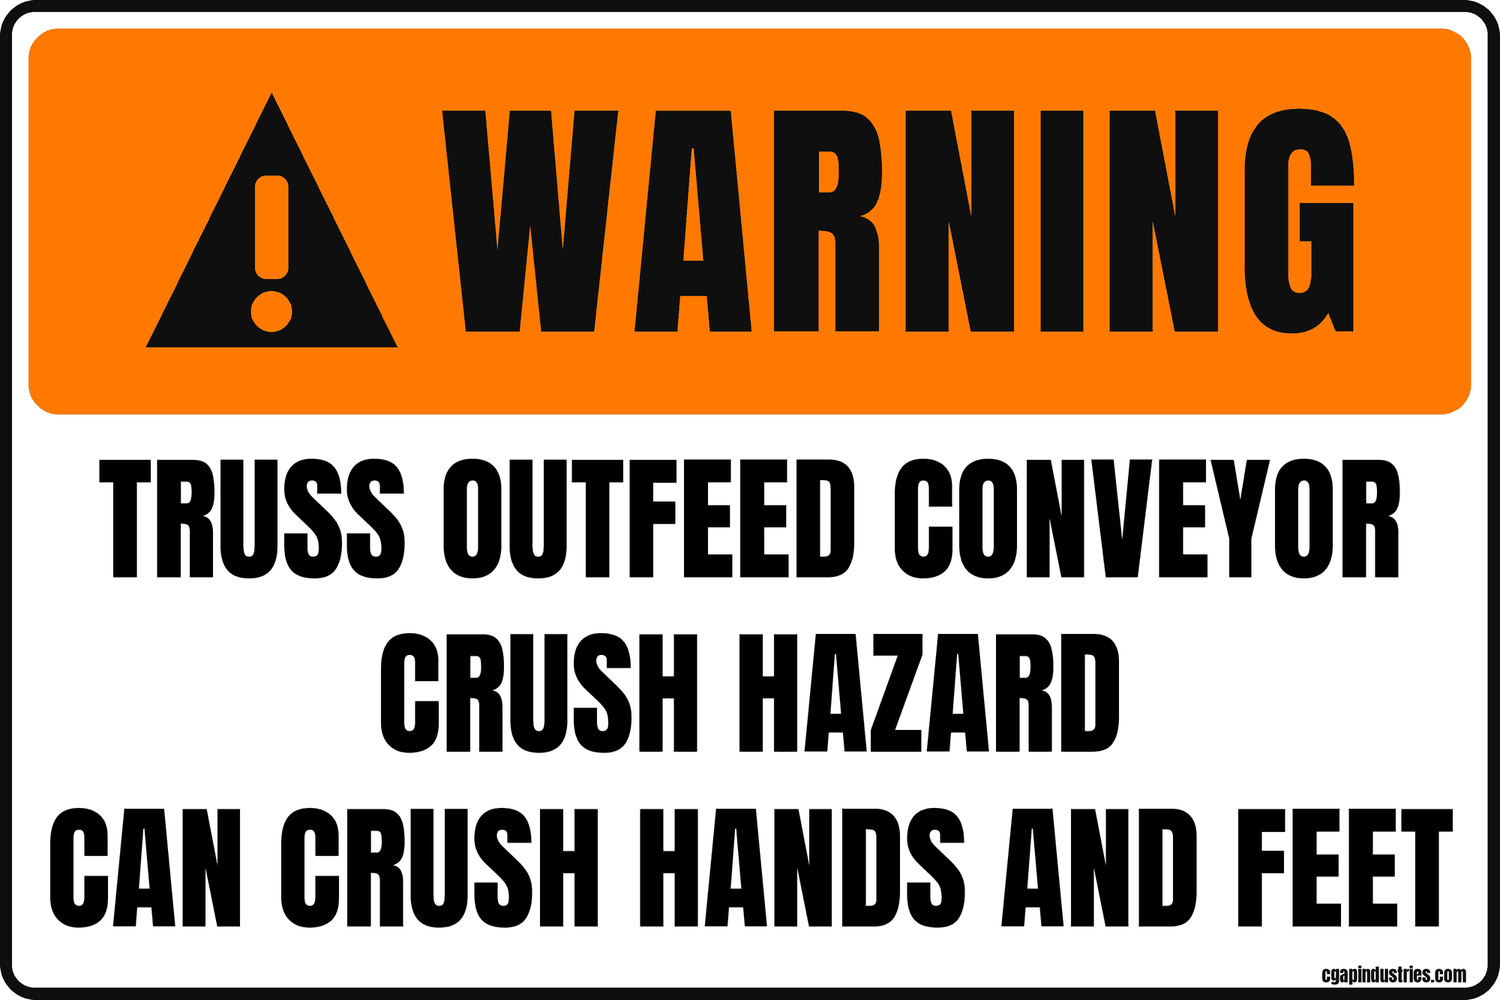 WARNING
TRUSS OUTFEED CONVEYOR
CRUSH HAZARD
CAN CRUSH HANDS AND FEET
cgapindustries.com